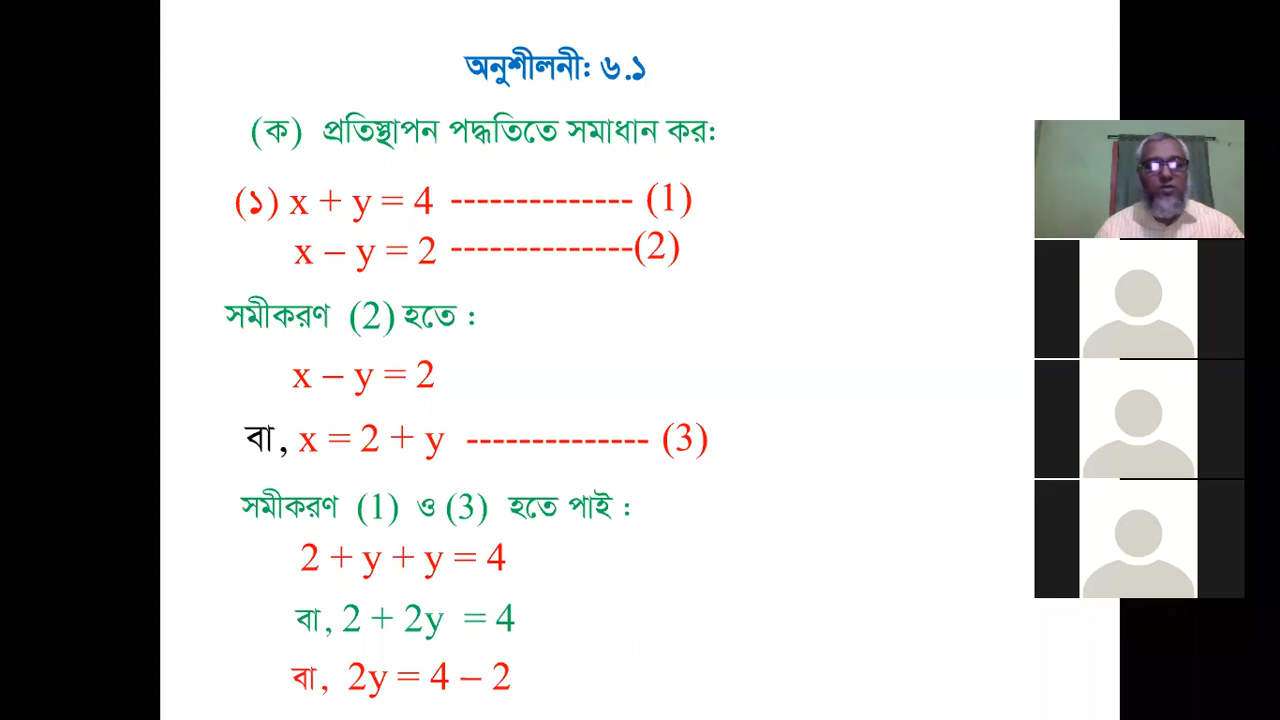 অনুশীলনী: ৬.১
(ক) প্রতিস্থাপন পদ্ধতিতে সমাধান কর:
(১) x + y = 4 -------------- (1)
x – y = 2 --------------(2)
সমীকরণ (2) হতে :
x – y = 2
বা, x = 2 + y -------------- (3)
সমীকরণ (1) ও (3) হতে পাই :
2 + y + y = 4
বা, 2 + 2y = 4
বা, 2y = 4 – 2